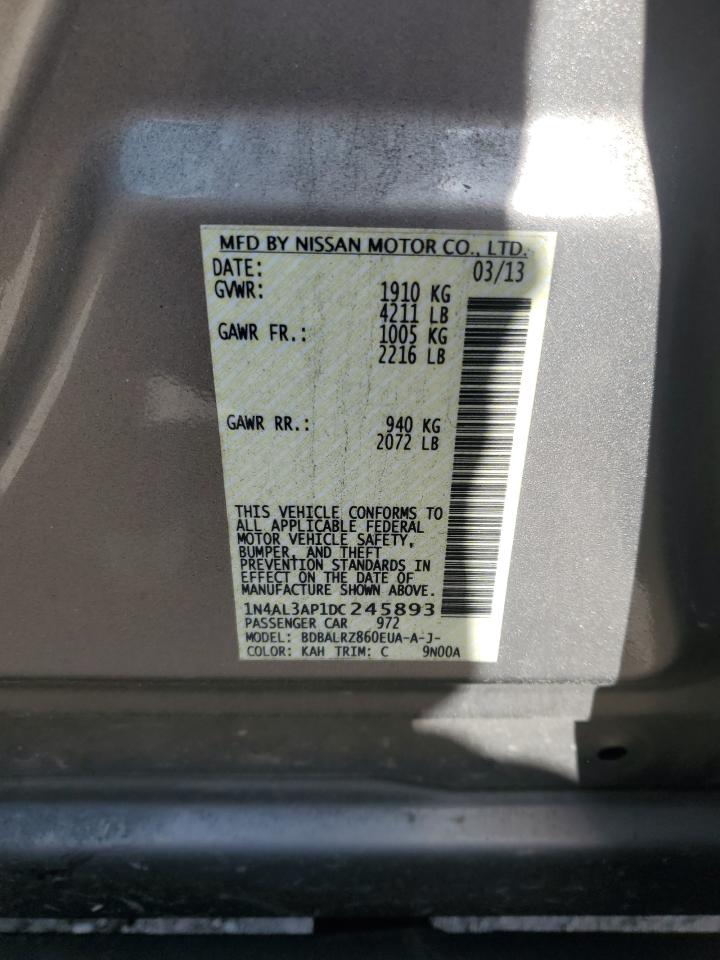 MFD BY NISSAN MOTOR CO., LTD.
DATE: 03/13
GVWR: 1910 KG
4211 LB
GAWR FR.: 1005 KG
2216 LB
GAWR RR.: 940 KG
2072 LB
THIS VEHICLE CONFORMS TO
ALL APPLICABLE FEDERAL
MOTOR VEHICLE SAFETY,
BUMPER, AND THEFT
PREVENTION STANDARDS IN
EFFECT ON THE DATE OF
MANUFACTURE SHOWN ABOVE.
1N4AL3AP1DC245893
PASSENGER CAR 972
MODEL: BDBALRZ860EUA-A-J-
COLOR: KAH TRIM: C 9N00A